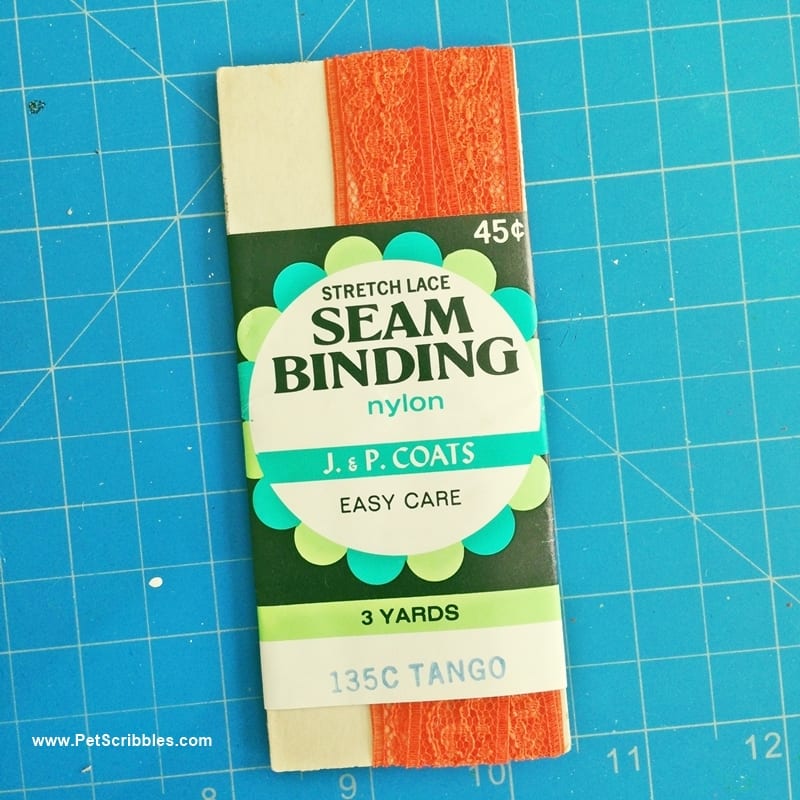 45¢
STRETCH LACE
SEAM
BINDING
nylon
J. & P. COATS
EASY CARE
3 YARDS
135C TANGO
www.PetScribbles.com
8 9 10 11 12